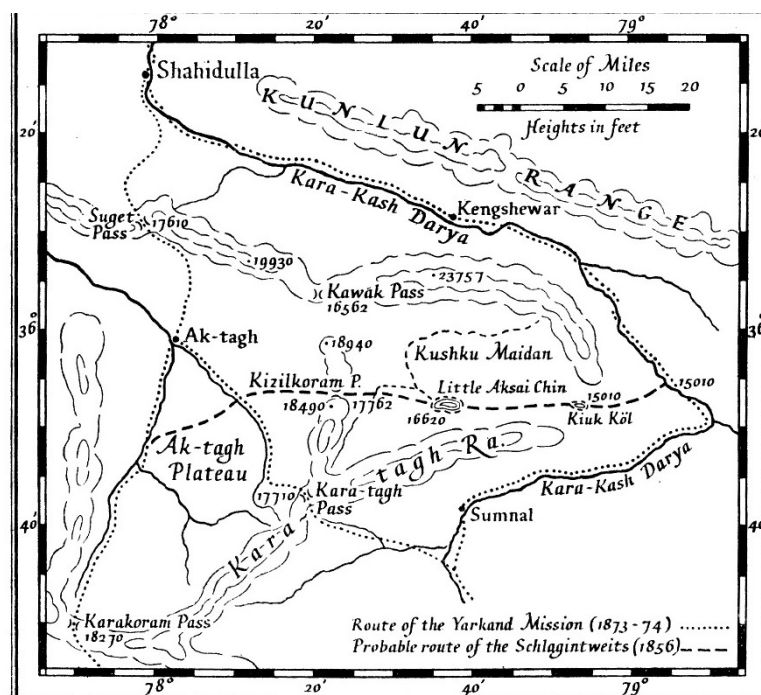 78° 20' 40' 79°
Shahidulla
Scale of Miles
5 0 5 10 15 20
Heights in feet
20' 20'
KUNLUN RANGE
Kara-Kash Darya
Kengshewar
Suget Pass 17610
19930
23757
Kawāk Pass
16562
36° 36°
Ak-tagh
18940
Kushku Maidan
Kizilkoram P.
Little Aksai Chin
15010
15010
18490
17762
16620
Kiuk Köl
Ak-tagh
Plateau
Kara-tagh Ra
17710
Kara-tagh
Pass
Kara-Kash Darya
Sumnal
40' 40'
Karakoram Pass
18270
Route of the Yarkand Mission (1873-74)
Probable route of the Schlagintweits (1856)
78° 20' 40' 79°